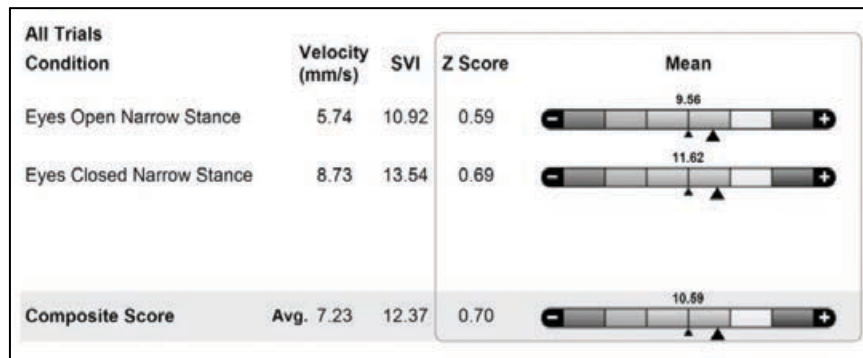 All Trials
Condition Velocity (mm/s) SVI Z Score Mean
Eyes Open Narrow Stance 5.74 10.92 0.59 9.56
Eyes Closed Narrow Stance 8.73 13.54 0.69 11.62
Composite Score Avg. 7.23 12.37 0.70 10.59